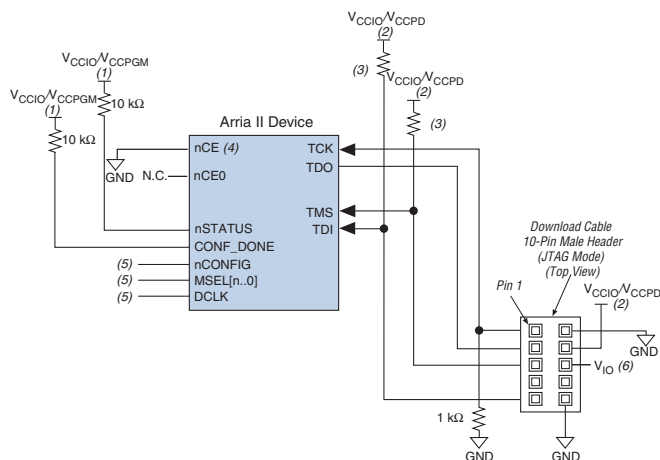 VCCIO/VCCPD
(2)
(3)
VCCIO/VCCPD
(2)
(3)
VCCIO/VCCPGM
(1)
VCCIO/VCCPGM
(1)
10 kΩ
10 kΩ
Arria II Device
nCE (4)
TCK
GND
TDO
N.C.
nCE0
TMS
nSTATUS
TDI
CONF_DONE
(5)
nCONFIG
(5)
MSEL[n..0]
(5)
DCLK
Download Cable
10-Pin Male Header
(JTAG Mode)
(Top View)
Pin 1
VCCIO/VCCPD
(2)
GND
VIO (6)
1 kΩ
GND
GND